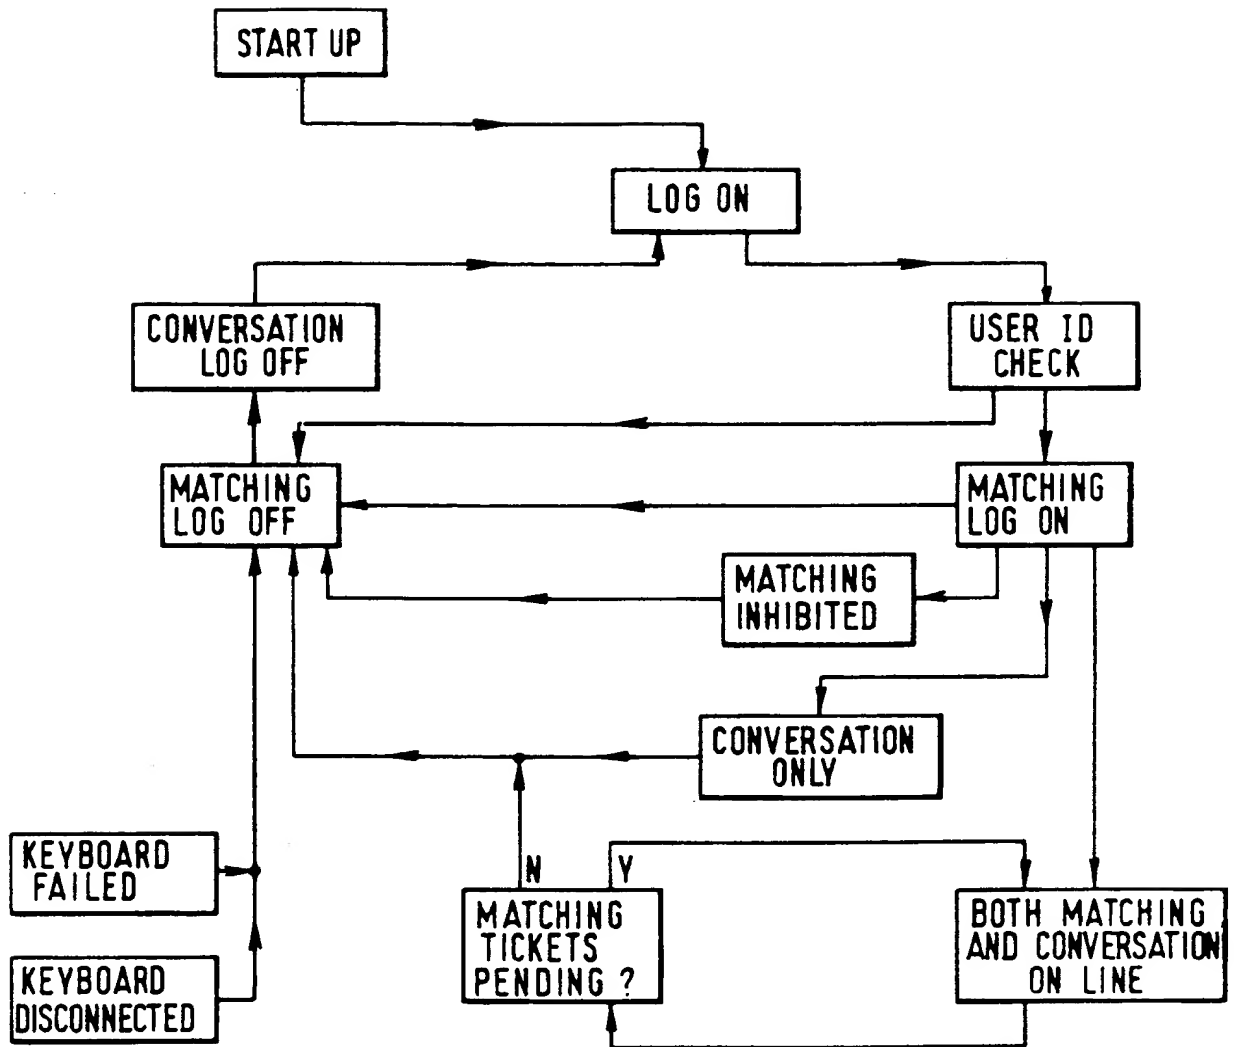 START UP
LOG ON
CONVERSATION
LOG OFF
USER ID
CHECK
MATCHING
LOG OFF
MATCHING
LOG ON
MATCHING
INHIBITED
CONVERSATION
ONLY
KEYBOARD
FAILED
N
Y
MATCHING
TICKETS
PENDING ?
BOTH MATCHING
AND CONVERSATION
ON LINE
KEYBOARD
DISCONNECTED